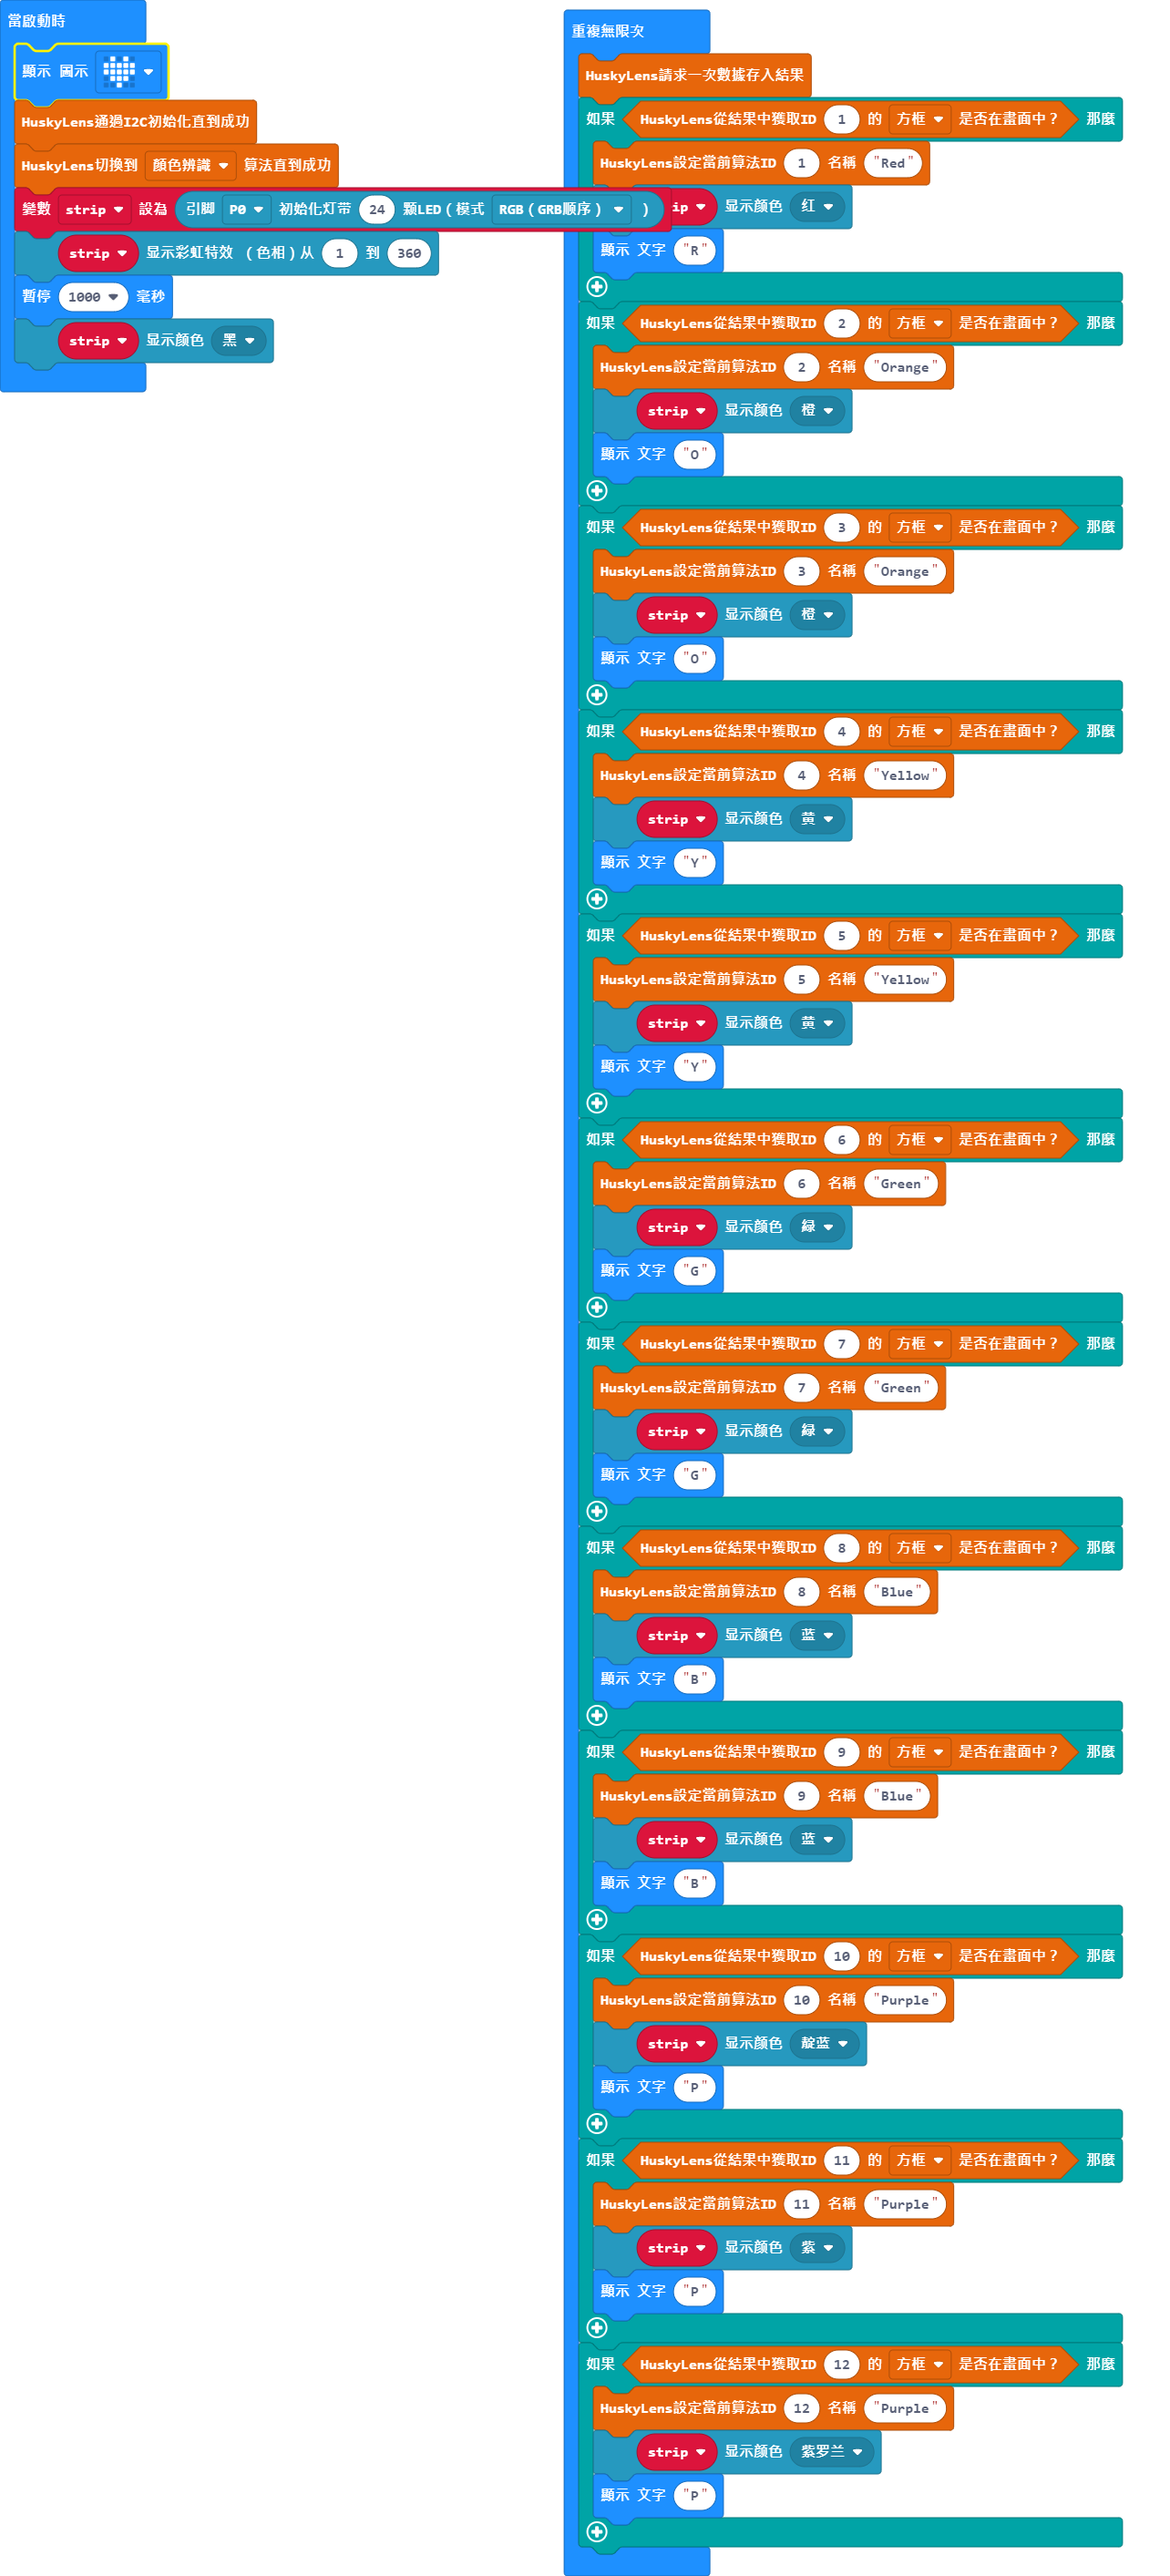 當啟動時
顯示 圖示
HuskyLens通過I2C初始化直到成功
HuskyLens切換到 顏色辨識 算法直到成功
變數 strip 設為 引脚 P0 初始化灯带 24 颗LED(模式 RGB(GRB顺序) )
strip 显示彩虹特效 (色相)从 1 到 360
暫停 1000 毫秒
strip 显示颜色 黑
重複無限次
HuskyLens請求一次數據存入結果
如果 HuskyLens從結果中獲取ID 1 的 方框 是否在畫面中? 那麼
HuskyLens設定當前算法ID 1 名稱 "Red"
ip 显示颜色 红
顯示 文字 "R"
如果 HuskyLens從結果中獲取ID 2 的 方框 是否在畫面中? 那麼
HuskyLens設定當前算法ID 2 名稱 "Orange"
strip 显示颜色 橙
顯示 文字 "O"
如果 HuskyLens從結果中獲取ID 3 的 方框 是否在畫面中? 那麼
HuskyLens設定當前算法ID 3 名稱 "Orange"
strip 显示颜色 橙
顯示 文字 "O"
如果 HuskyLens從結果中獲取ID 4 的 方框 是否在畫面中? 那麼
HuskyLens設定當前算法ID 4 名稱 "Yellow"
strip 显示颜色 黄
顯示 文字 "Y"
如果 HuskyLens從結果中獲取ID 5 的 方框 是否在畫面中? 那麼
HuskyLens設定當前算法ID 5 名稱 "Yellow"
strip 显示颜色 黄
顯示 文字 "Y"
如果 HuskyLens從結果中獲取ID 6 的 方框 是否在畫面中? 那麼
HuskyLens設定當前算法ID 6 名稱 "Green"
strip 显示颜色 緑
顯示 文字 "G"
如果 HuskyLens從結果中獲取ID 7 的 方框 是否在畫面中? 那麼
HuskyLens設定當前算法ID 7 名稱 "Green"
strip 显示颜色 緑
顯示 文字 "G"
如果 HuskyLens從結果中獲取ID 8 的 方框 是否在畫面中? 那麼
HuskyLens設定當前算法ID 8 名稱 "Blue"
strip 显示颜色 蓝
顯示 文字 "B"
如果 HuskyLens從結果中獲取ID 9 的 方框 是否在畫面中? 那麼
HuskyLens設定當前算法ID 9 名稱 "Blue"
strip 显示颜色 蓝
顯示 文字 "B"
如果 HuskyLens從結果中獲取ID 10 的 方框 是否在畫面中? 那麼
HuskyLens設定當前算法ID 10 名稱 "Purple"
strip 显示颜色 靛蓝
顯示 文字 "P"
如果 HuskyLens從結果中獲取ID 11 的 方框 是否在畫面中? 那麼
HuskyLens設定當前算法ID 11 名稱 "Purple"
strip 显示颜色 紫
顯示 文字 "P"
如果 HuskyLens從結果中獲取ID 12 的 方框 是否在畫面中? 那麼
HuskyLens設定當前算法ID 12 名稱 "Purple"
strip 显示颜色 紫罗兰
顯示 文字 "P"